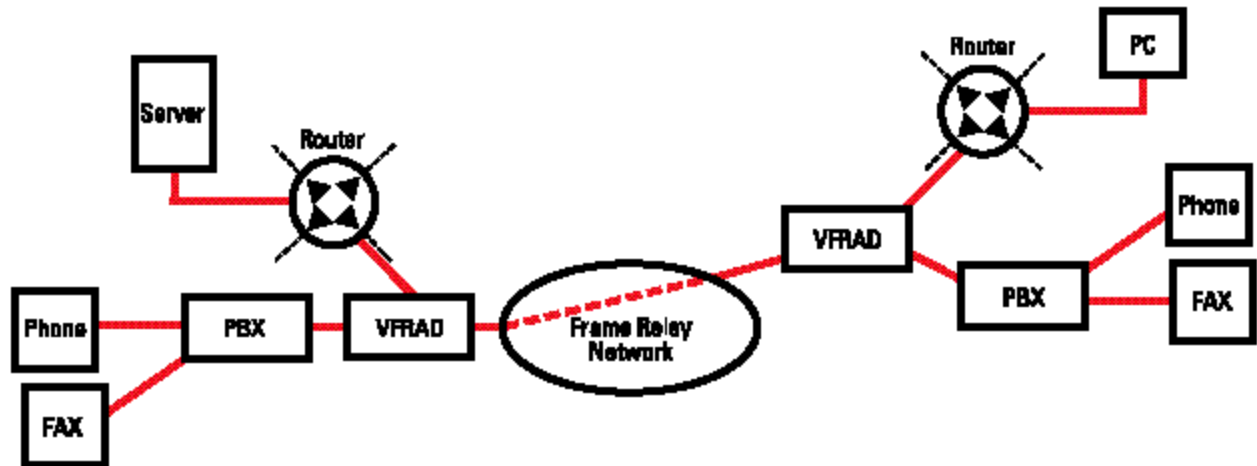 Router
PC
Server
Router
Phone
VFRAD
PBX
FAX
Phone
PBX
VFRAD
Frame Relay
Network
FAX